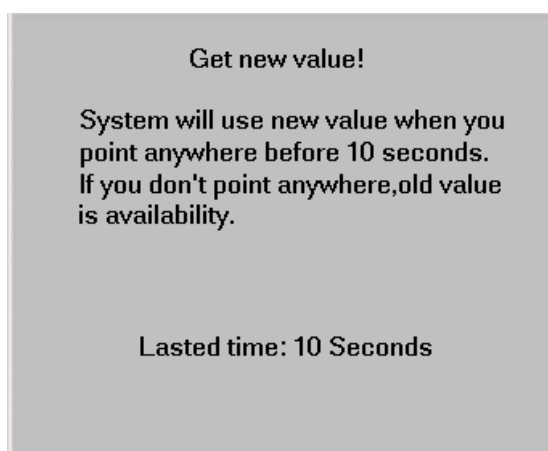 Get new value!
System will use new value when you
point anywhere before 10 seconds.
If you don't point anywhere,old value
is availability.
Lasted time: 10 Seconds